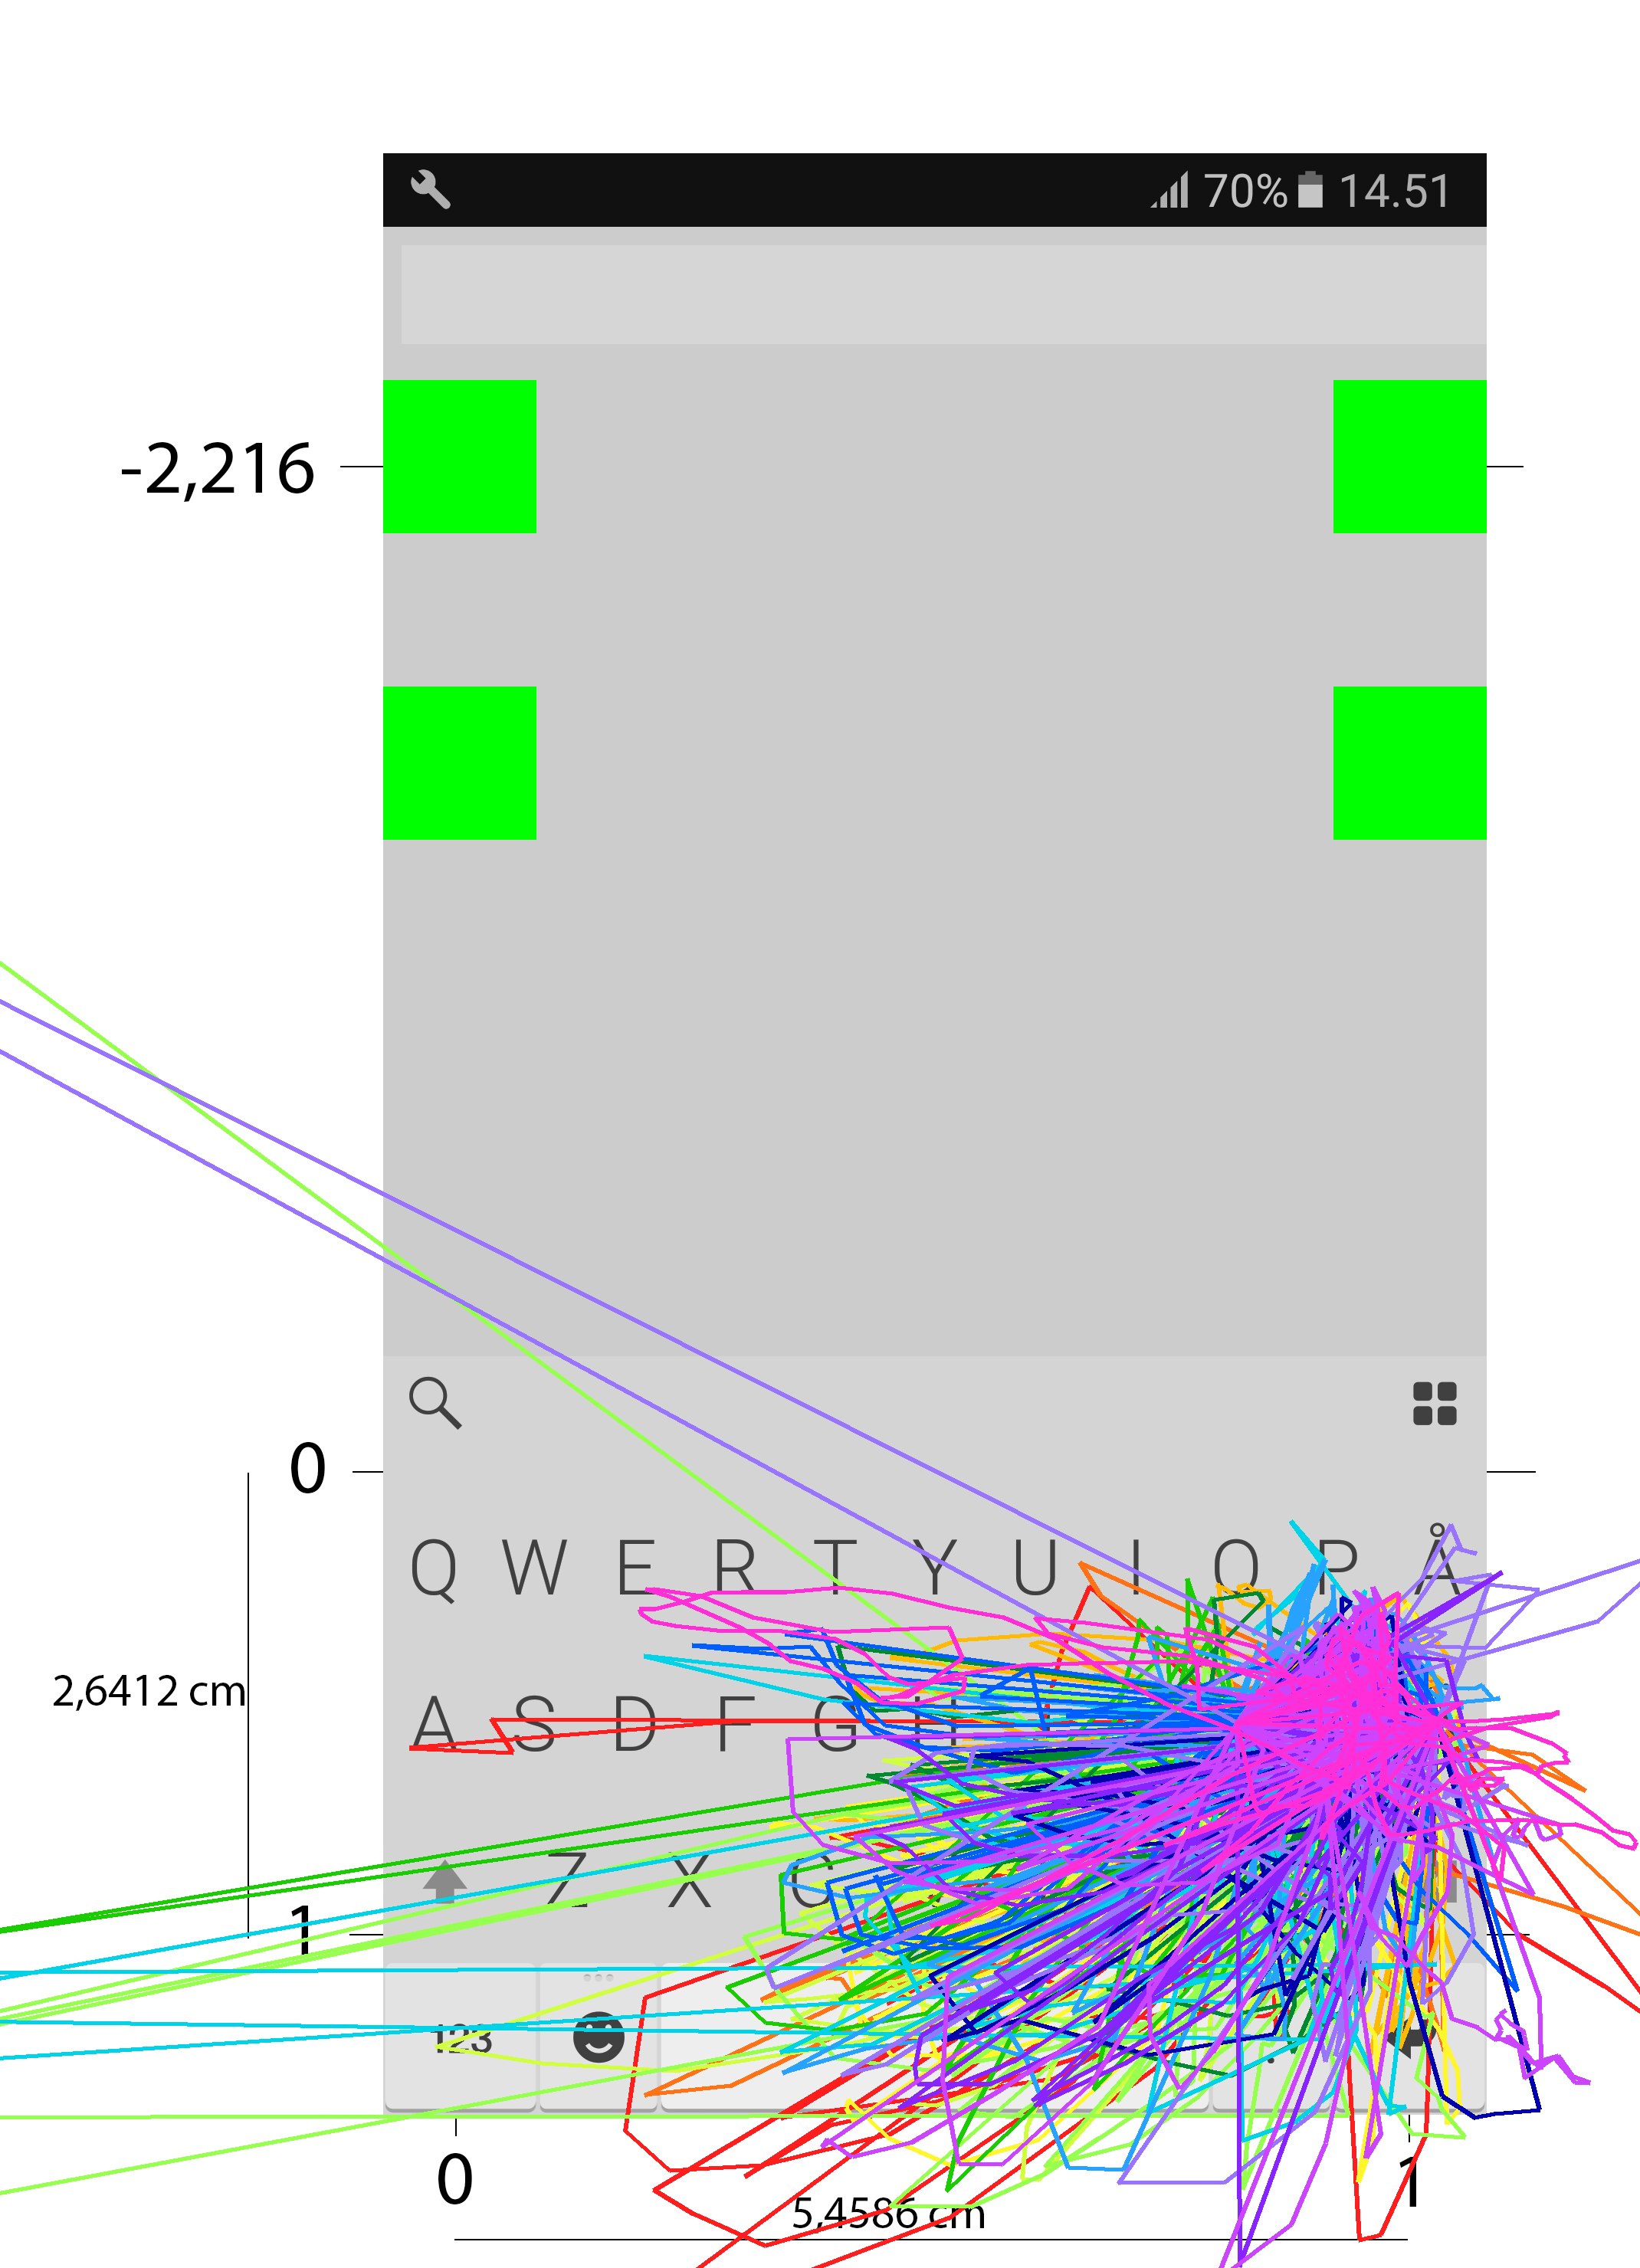 70% 14.51
-2,216
0
Q W E R T Y U I O P Å
2,6412 cm
A S D F G H
Z X C
1
123
0 1
5,4586 cm